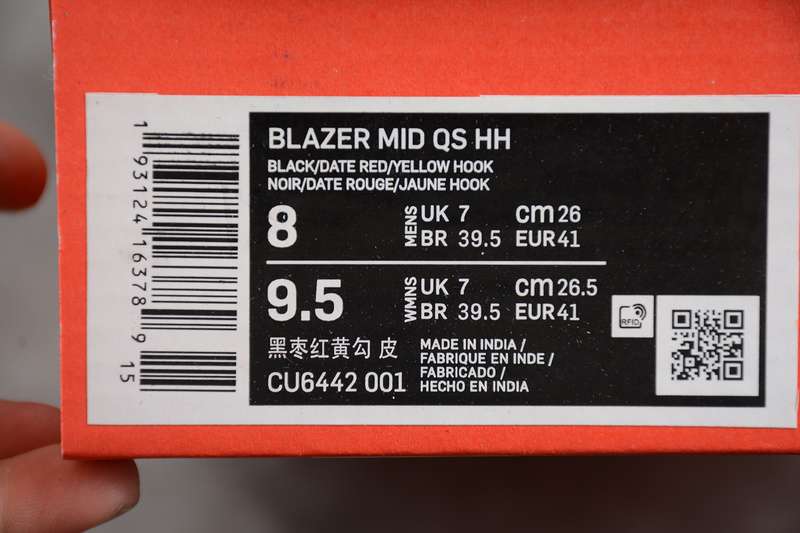 BLAZER MID QS HH
BLACK/DATE RED/YELLOW HOOK
NOIR/DATE ROUGE/JAUNE HOOK
8
MENS
UK 7 cm 26
BR 39.5 EUR 41
9.5
WMNS
UK 7 cm 26.5
BR 39.5 EUR 41
黑枣红黄勾 皮
CU6442 001
MADE IN INDIA /
FABRIQUE EN INDE /
FABRICADO /
HECHO EN INDIA
RFID
1 93124 16378 9
15